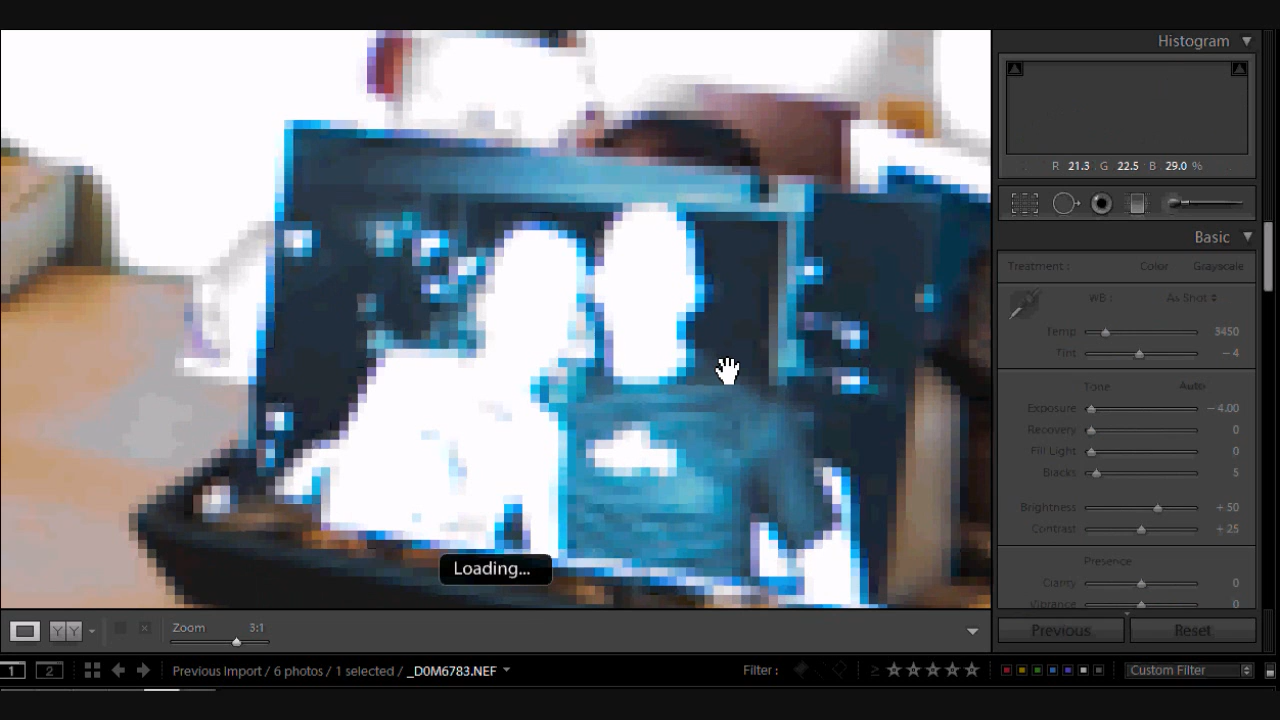 Histogram
R 21.3 G 22.5 B 29.0 %
Basic
Treatment : Color Grayscale
WB : As Shot
Temp 3450
Tint − 4
Tone Auto
Exposure − 4.00
Recovery 0
Fill Light 0
Blacks 5
Brightness + 50
Contrast + 25
Presence
Clarity 0
Vibrance 0
Loading...
YY Zoom 3:1
Previous Reset
1 2 Previous Import / 6 photos / 1 selected / _D0M6783.NEF Filter : ≥ Custom Filter